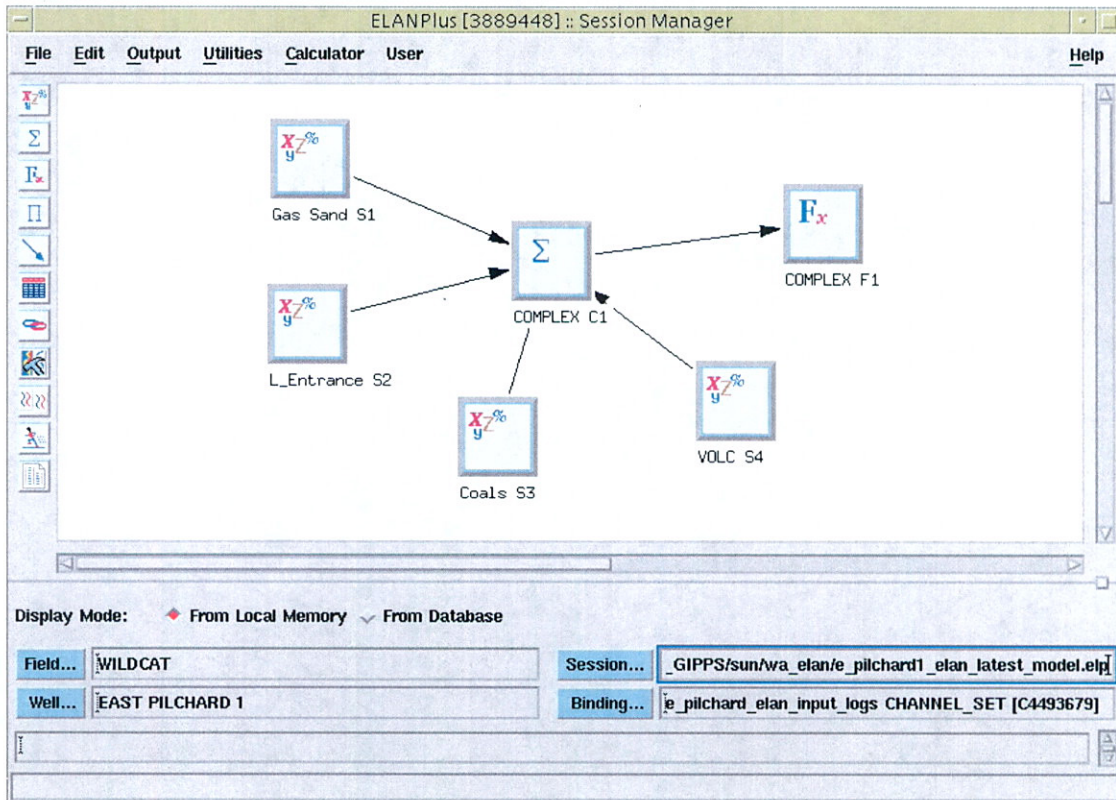 ELANPlus [3889448] :: Session Manager
File Edit Output Utilities Calculator User Help
Gas Sand S1
L_Entrance S2
COMPLEX C1
COMPLEX F1
Coals S3
VOLC S4
Display Mode: From Local Memory From Database
Field... WILDCAT Session... _GIPPS/sun/wa_elan/e_pilchard1_elan_latest_model.elp
Well... EAST PILCHARD 1 Binding... e_pilchard_elan_input_logs CHANNEL_SET [C4493679]